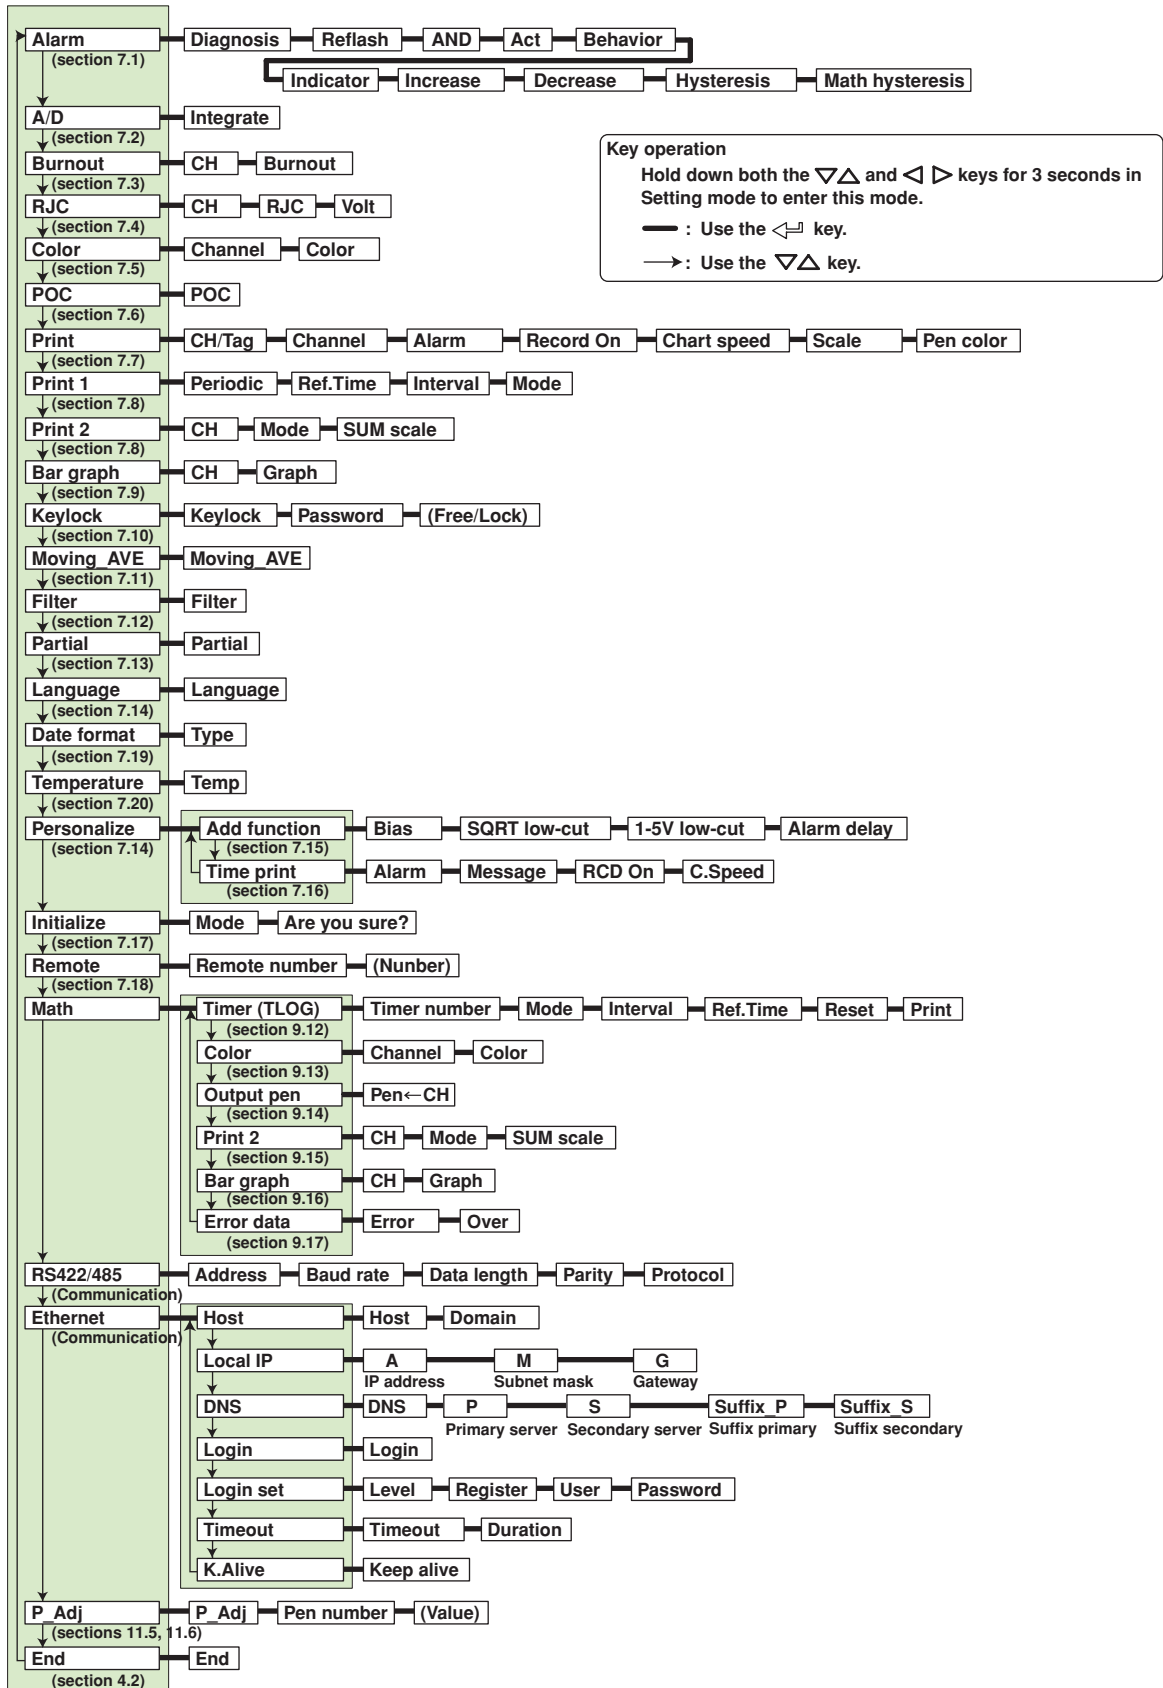 Alarm Diagnosis Reflash AND Act Behavior
(section 7.1)
Indicator Increase Decrease Hysteresis Math hysteresis
A/D Integrate
(section 7.2)
Burnout CH Burnout
(section 7.3)
RJC CH RJC Volt
(section 7.4)
Color Channel Color
(section 7.5)
POC POC
(section 7.6)
Key operation
Hold down both the ▽△ and ◁ ▷ keys for 3 seconds in
Setting mode to enter this mode.
: Use the key.
: Use the ▽△ key.
Print CH/Tag Channel Alarm Record On Chart speed Scale Pen color
(section 7.7)
Print 1 Periodic Ref.Time Interval Mode
(section 7.8)
Print 2 CH Mode SUM scale
(section 7.8)
Bar graph CH Graph
(section 7.9)
Keylock Keylock Password (Free/Lock)
(section 7.10)
Moving_AVE Moving_AVE
(section 7.11)
Filter Filter
(section 7.12)
Partial Partial
(section 7.13)
Language Language
(section 7.14)
Date format Type
(section 7.19)
Temperature Temp
(section 7.20)
Personalize Add function Bias SQRT low-cut 1-5V low-cut Alarm delay
(section 7.14) (section 7.15)
Time print Alarm Message RCD On C.Speed
(section 7.16)
Initialize Mode Are you sure?
(section 7.17)
Remote Remote number (Nunber)
(section 7.18)
Math Timer (TLOG) Timer number Mode Interval Ref.Time Reset Print
(section 9.12)
Color Channel Color
(section 9.13)
Output pen Pen←CH
(section 9.14)
Print 2 CH Mode SUM scale
(section 9.15)
Bar graph CH Graph
(section 9.16)
Error data Error Over
(section 9.17)
RS422/485 Address Baud rate Data length Parity Protocol
(Communication)
Ethernet Host Host Domain
(Communication)
Local IP A M G
IP address Subnet mask Gateway
DNS DNS P S Suffix_P Suffix_S
Primary server Secondary server Suffix primary Suffix secondary
Login Login
Login set Level Register User Password
Timeout Timeout Duration
K.Alive Keep alive
P_Adj P_Adj Pen number (Value)
(sections 11.5, 11.6)
End End
(section 4.2)